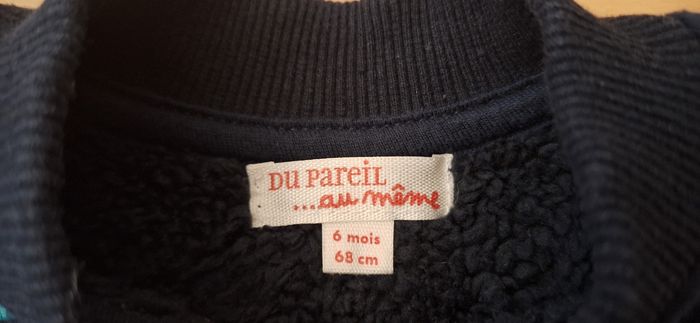 DU PAREIL
...au même
6 mois
68 cm